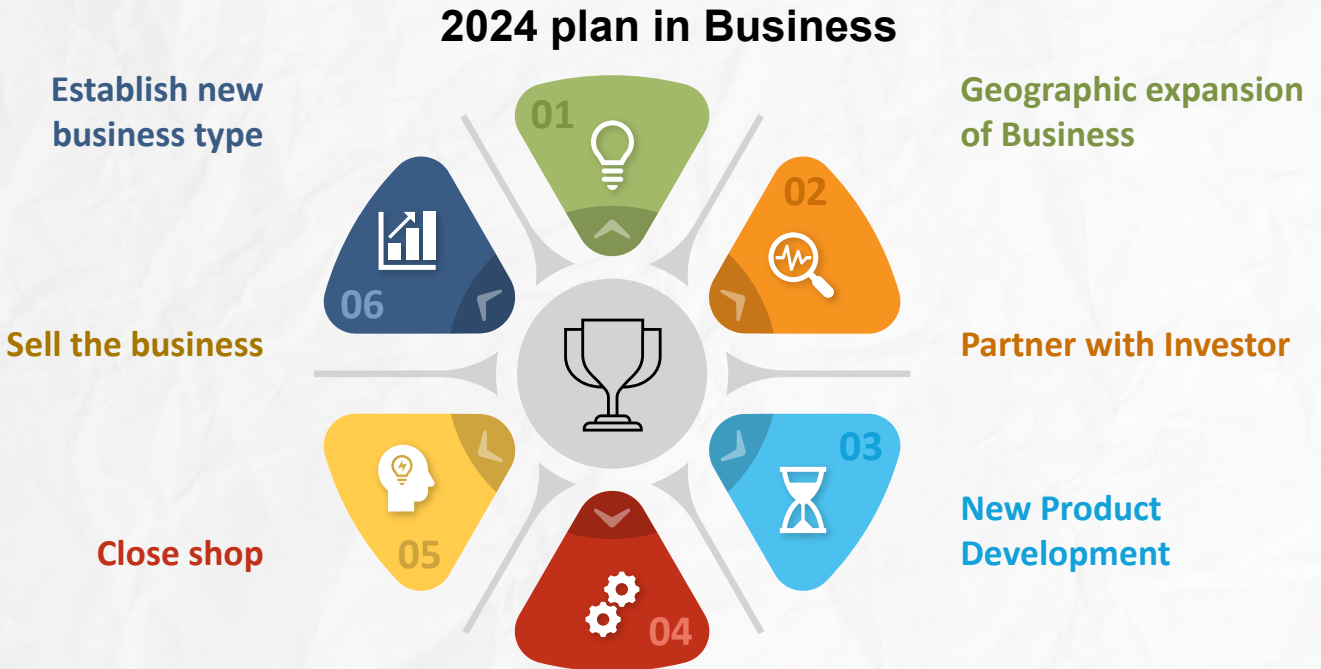 2024 plan in Business
Establish new
business type
Geographic expansion
of Business
01
02
06
Sell the business
Partner with Investor
03
New Product
Development
Close shop
05
04